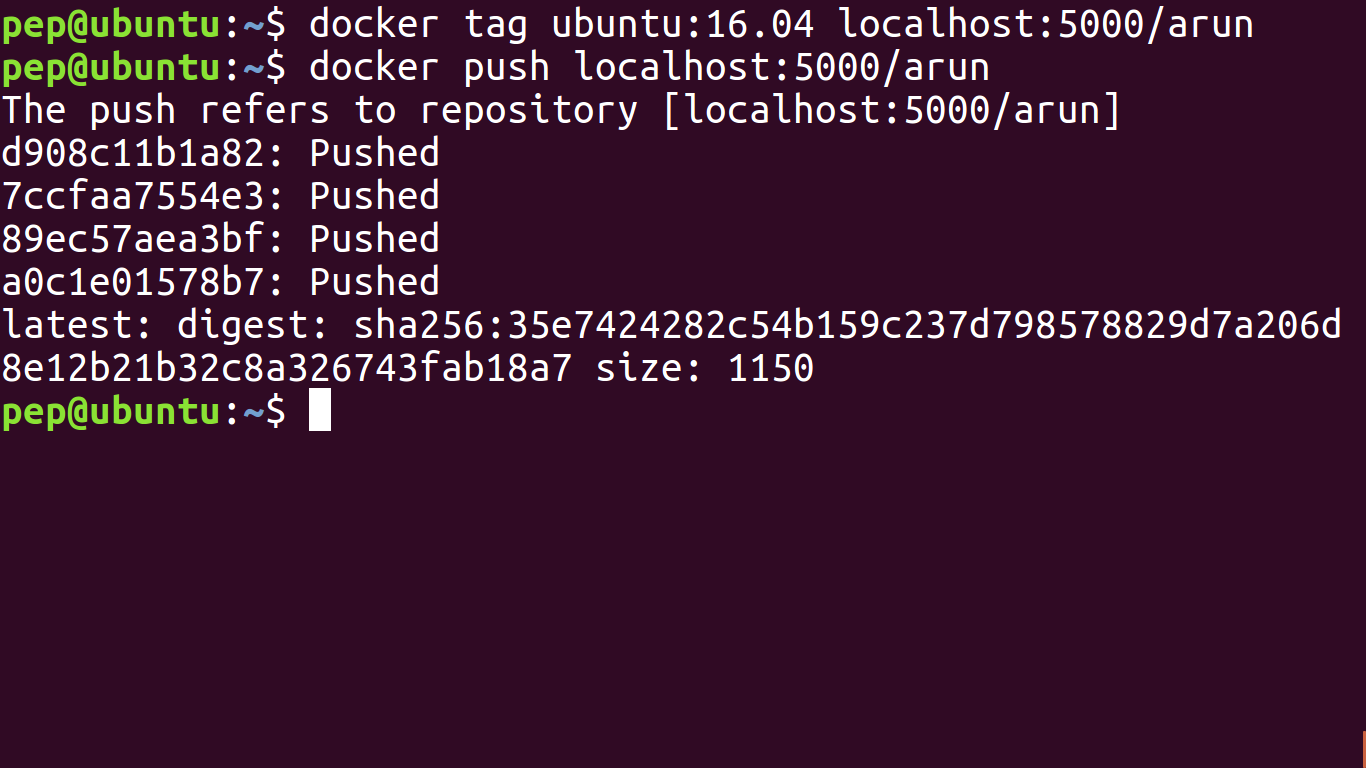 pep@ubuntu:~$ docker tag ubuntu:16.04 localhost:5000/arun
pep@ubuntu:~$ docker push localhost:5000/arun
The push refers to repository [localhost:5000/arun]
d908c11b1a82: Pushed
7ccfaa7554e3: Pushed
89ec57aea3bf: Pushed
a0c1e01578b7: Pushed
latest: digest: sha256:35e7424282c54b159c237d798578829d7a206d
8e12b21b32c8a326743fab18a7 size: 1150
pep@ubuntu:~$